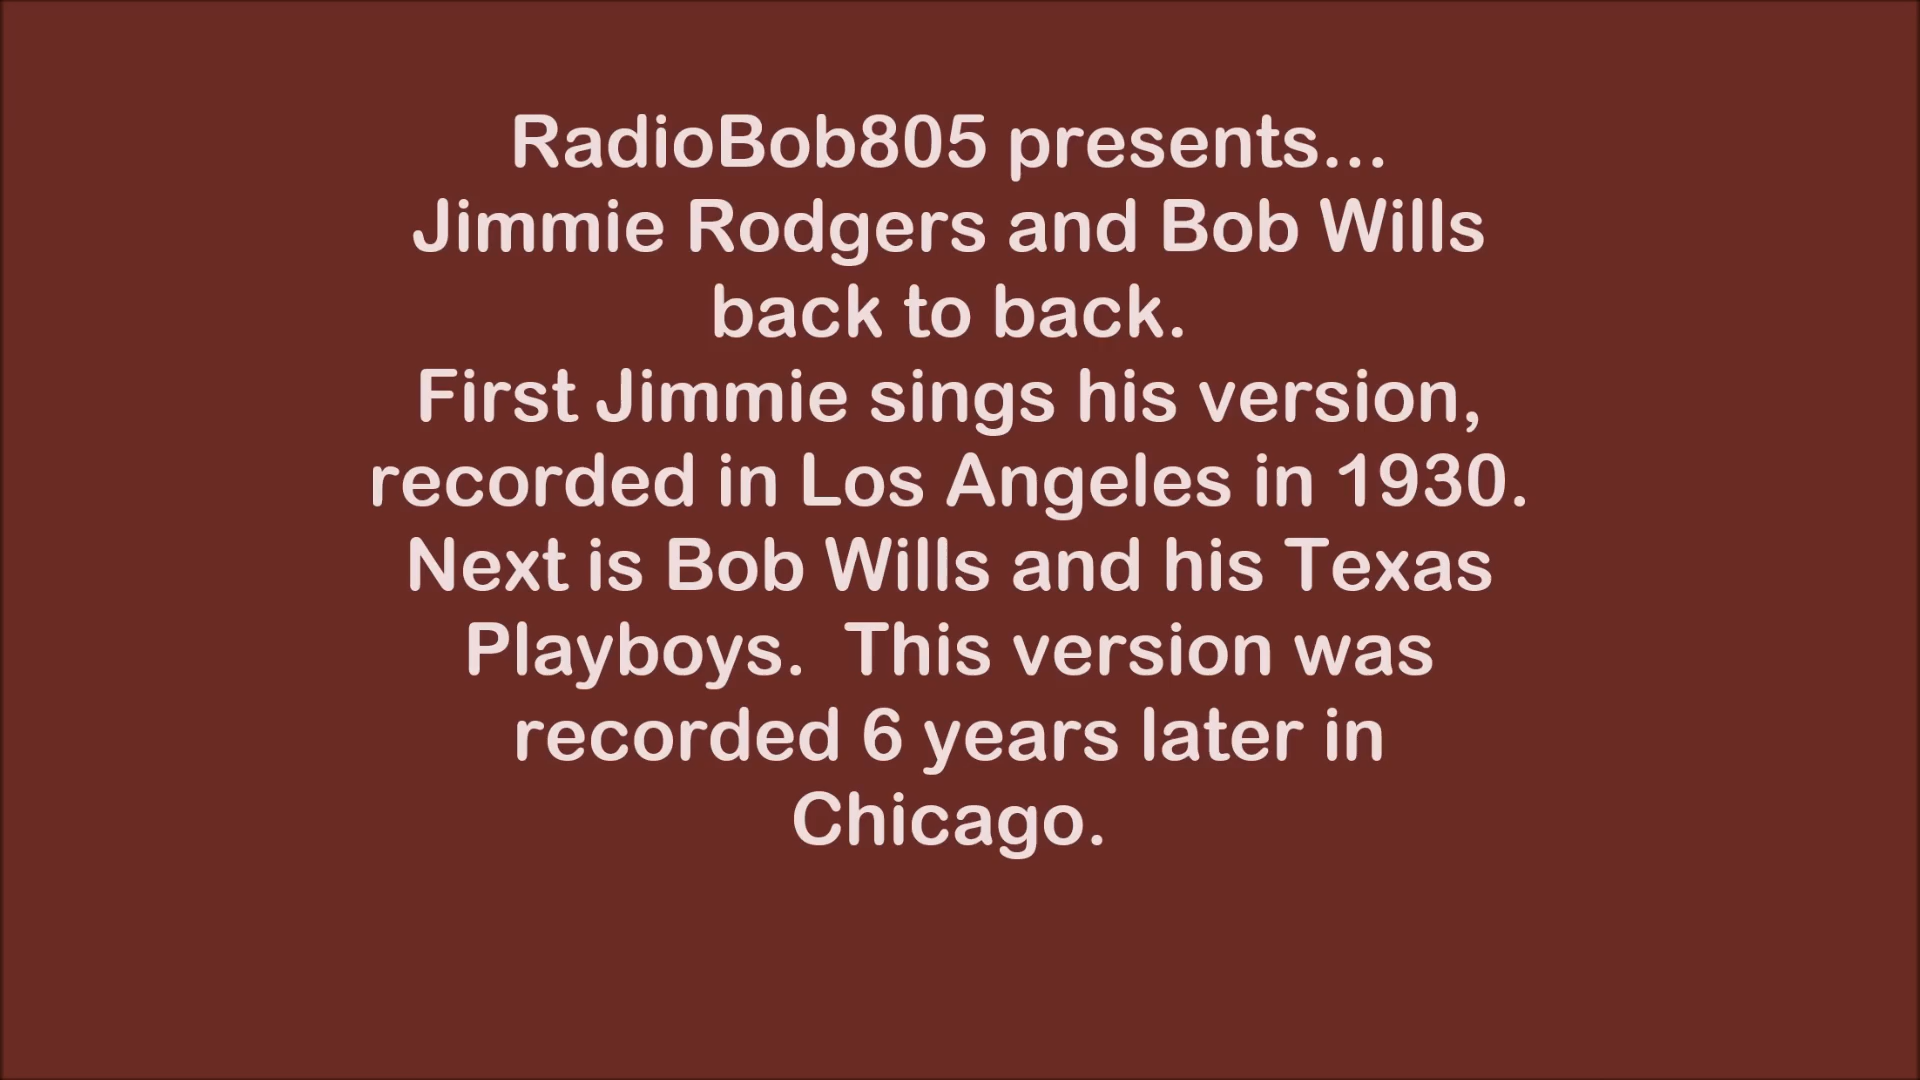 RadioBob805 presents...
Jimmie Rodgers and Bob Wills
back to back.
First Jimmie sings his version,
recorded in Los Angeles in 1930.
Next is Bob Wills and his Texas
Playboys.  This version was
recorded 6 years later in
Chicago.